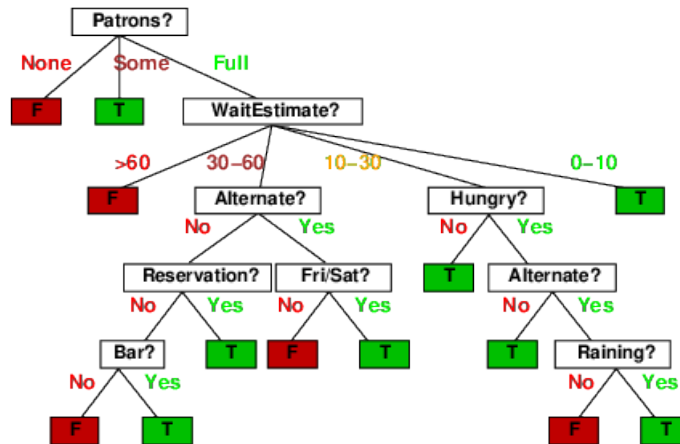 Patrons?
None Some Full
F T WaitEstimate?
>60 30–60 10–30 0–10
F Alternate? Hungry? T
No Yes No Yes
Reservation? Fri/Sat? T Alternate?
No Yes No Yes No Yes
Bar? T F T T Raining?
No Yes No Yes
F T F T